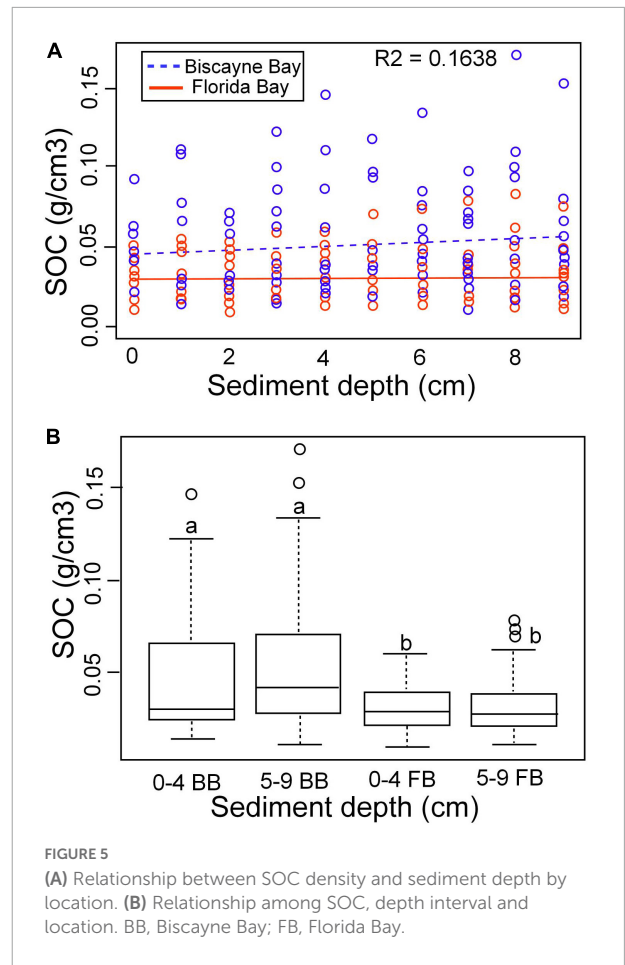 A
Biscayne Bay
Florida Bay
R2 = 0.1638
SOC (g/cm3)
0.15
0.10
0.05
0.00
0 2 4 6 8
Sediment depth (cm)
B
SOC (g/cm3)
0.15
0.10
0.05
a
a
b
b
0-4 BB 5-9 BB 0-4 FB 5-9 FB
Sediment depth (cm)
FIGURE 5
(A) Relationship between SOC density and sediment depth by
location. (B) Relationship among SOC, depth interval and
location. BB, Biscayne Bay; FB, Florida Bay.